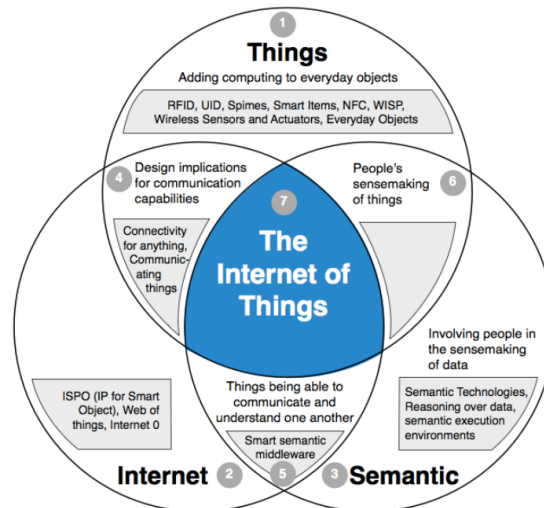 1
Things
Adding computing to everyday objects
RFID, UID, Spimes, Smart Items, NFC, WISP,
Wireless Sensors and Actuators, Everyday Objects
4
Design implications
for communication
capabilities
Connectivity
for anything,
Communic-
ating
things
6
People's
sensemaking
of things
7
The
Internet of
Things
Involving people in
the sensemaking
of data
Semantic Technologies,
Reasoning over data,
semantic execution
environments
ISPO (IP for Smart
Object), Web of
things, Internet 0
Things being able to
communicate and
understand one another
Smart semantic
middleware
Internet 2
5
3 Semantic